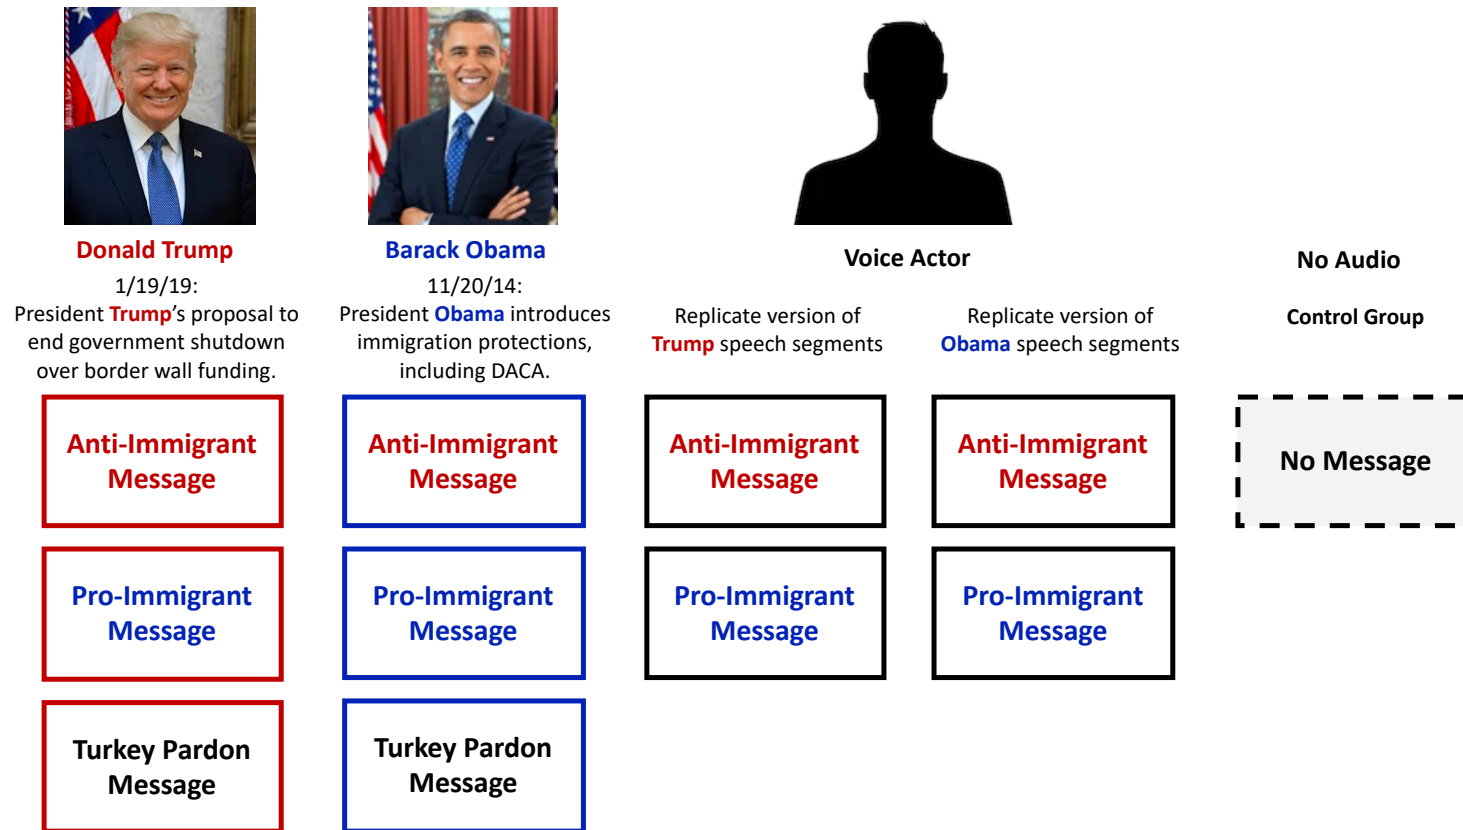 Donald Trump
1/19/19:
President Trump's proposal to
end government shutdown
over border wall funding.
Barack Obama
11/20/14:
President Obama introduces
immigration protections,
including DACA.
Voice Actor
Replicate version of
Trump speech segments
Replicate version of
Obama speech segments
No Audio
Control Group
Anti-Immigrant
Message
Anti-Immigrant
Message
Anti-Immigrant
Message
Anti-Immigrant
Message
No Message
Pro-Immigrant
Message
Pro-Immigrant
Message
Pro-Immigrant
Message
Pro-Immigrant
Message
Turkey Pardon
Message
Turkey Pardon
Message